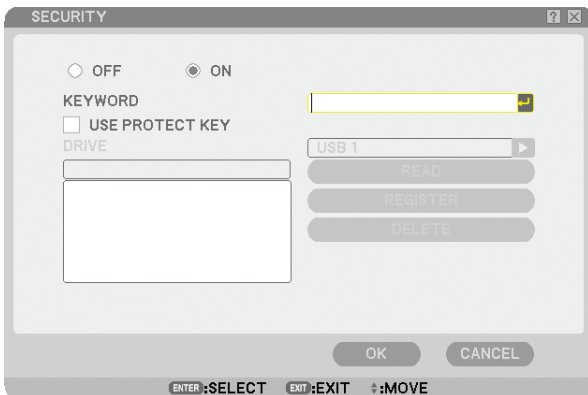 SECURITY
OFF ON
KEYWORD
USE PROTECT KEY
DRIVE USB 1
READ
REGISTER
DELETE
OK CANCEL
ENTER :SELECT EXIT :EXIT :MOVE